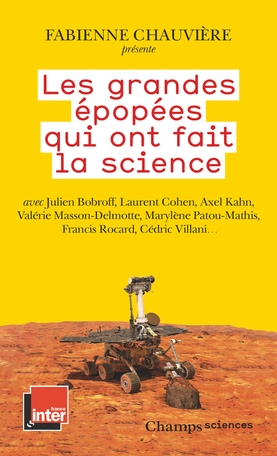 FABIENNE CHAUVIÈRE
présente
Les grandes
épopées
qui ont fait
la science
avec Julien Bobroff, Laurent Cohen, Axel Kahn,
Valérie Masson-Delmotte, Marylène Patou-Mathis,
Francis Rocard, Cédric Villani…
france
inter
Champs sciences